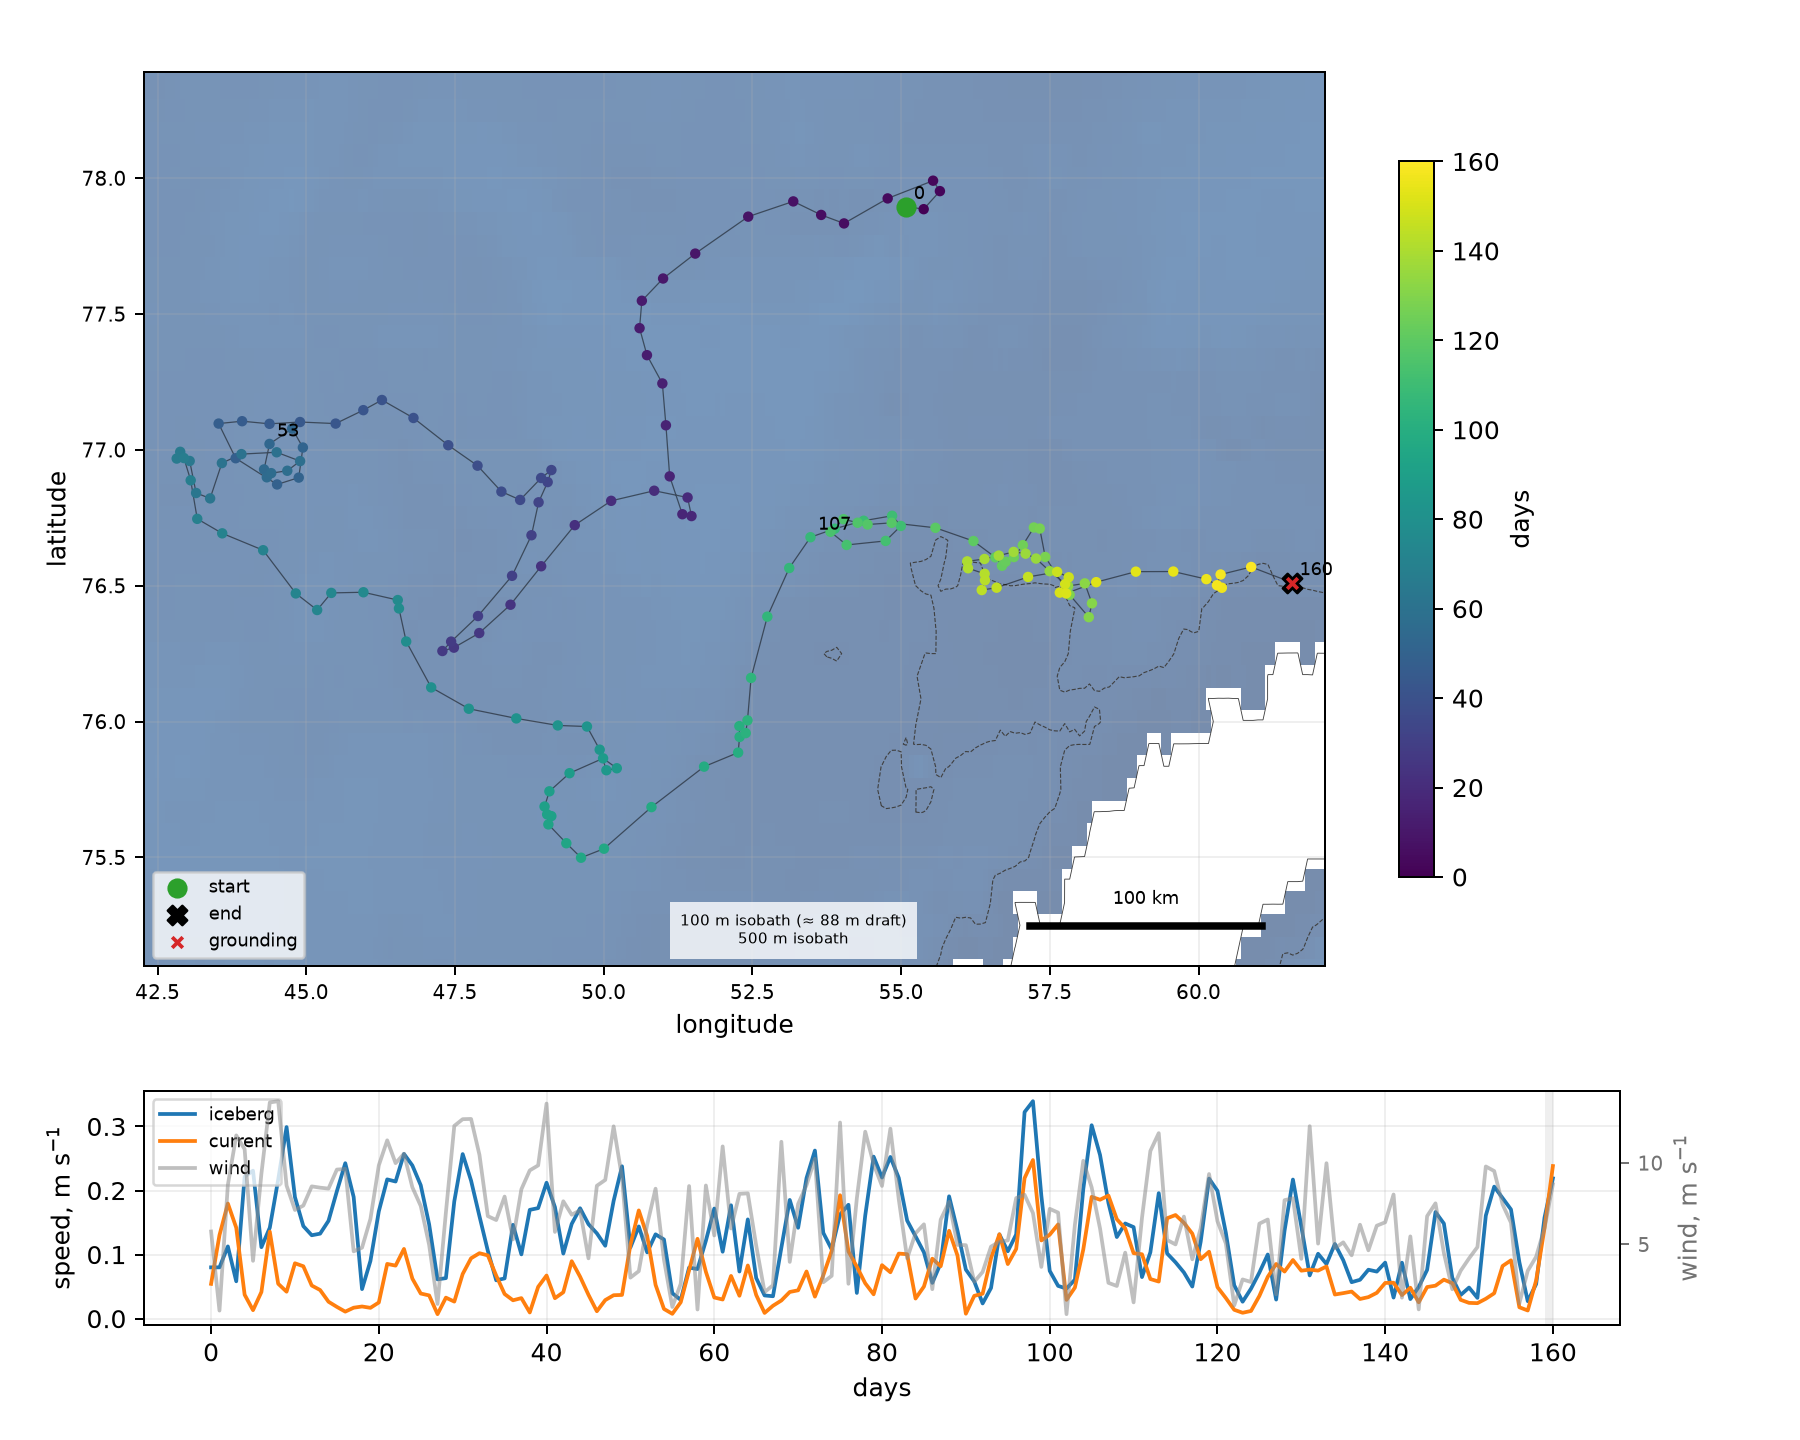 78.0
77.5
77.0
76.5
76.0
75.5
latitude
0
53
107
160
start
end
grounding
100 m isobath (≈ 88 m draft)
500 m isobath
100 km
42.5 45.0 47.5 50.0 52.5 55.0 57.5 60.0
longitude
160
140
120
100
80
60
40
20
0
days
iceberg
current
wind
0.3
0.2
0.1
0.0
speed, m s⁻¹
10
5
wind, m s⁻¹
0 20 40 60 80 100 120 140 160
days